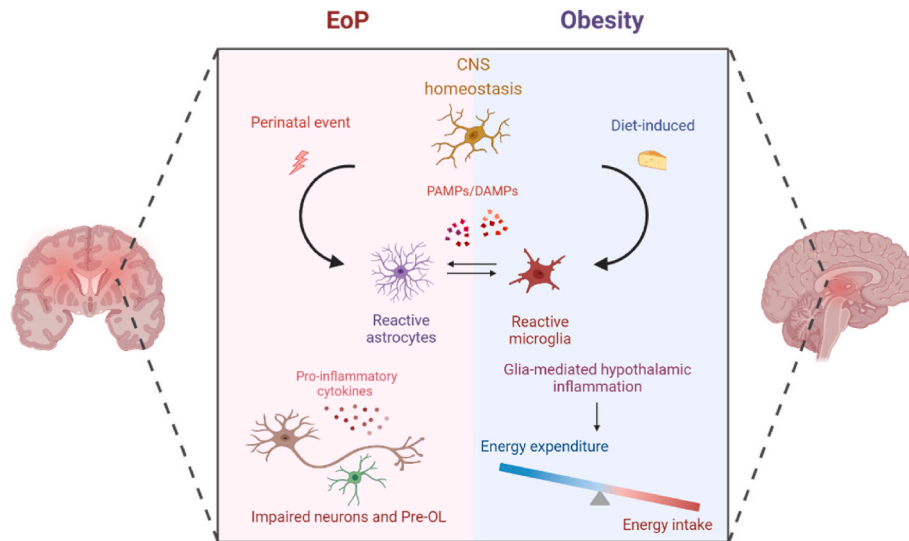 EoP
Obesity
CNS
homeostasis
Perinatal event
Diet-induced
PAMPs/DAMPs
Reactive
astrocytes
Reactive
microglia
Pro-inflammatory
cytokines
Glia-mediated hypothalamic
inflammation
Energy expenditure
Impaired neurons and Pre-OL
Energy intake